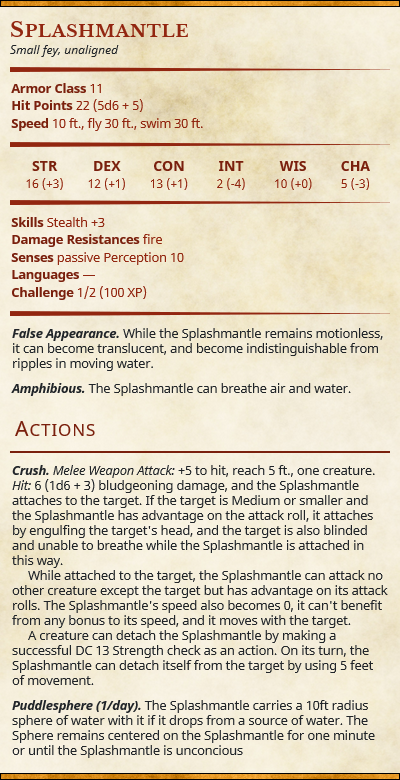 SPLASHMANTLE
Small fey, unaligned
Armor Class 11
Hit Points 22 (5d6 + 5)
Speed 10 ft., fly 30 ft., swim 30 ft.
STR DEX CON INT WIS CHA
16 (+3) 12 (+1) 13 (+1) 2 (-4) 10 (+0) 5 (-3)
Skills Stealth +3
Damage Resistances fire
Senses passive Perception 10
Languages —
Challenge 1/2 (100 XP)
False Appearance. While the Splashmantle remains motionless,
it can become translucent, and become indistinguishable from
ripples in moving water.
Amphibious. The Splashmantle can breathe air and water.
ACTIONS
Crush. Melee Weapon Attack: +5 to hit, reach 5 ft., one creature.
Hit: 6 (1d6 + 3) bludgeoning damage, and the Splashmantle
attaches to the target. If the target is Medium or smaller and
the Splashmantle has advantage on the attack roll, it attaches
by engulfing the target's head, and the target is also blinded
and unable to breathe while the Splashmantle is attached in
this way.
While attached to the target, the Splashmantle can attack no
other creature except the target but has advantage on its attack
rolls. The Splashmantle's speed also becomes 0, it can't benefit
from any bonus to its speed, and it moves with the target.
A creature can detach the Splashmantle by making a
successful DC 13 Strength check as an action. On its turn, the
Splashmantle can detach itself from the target by using 5 feet
of movement.
Puddlesphere (1/day). The Splashmantle carries a 10ft radius
sphere of water with it if it drops from a source of water. The
Sphere remains centered on the Splashmantle for one minute
or until the Splashmantle is unconcious